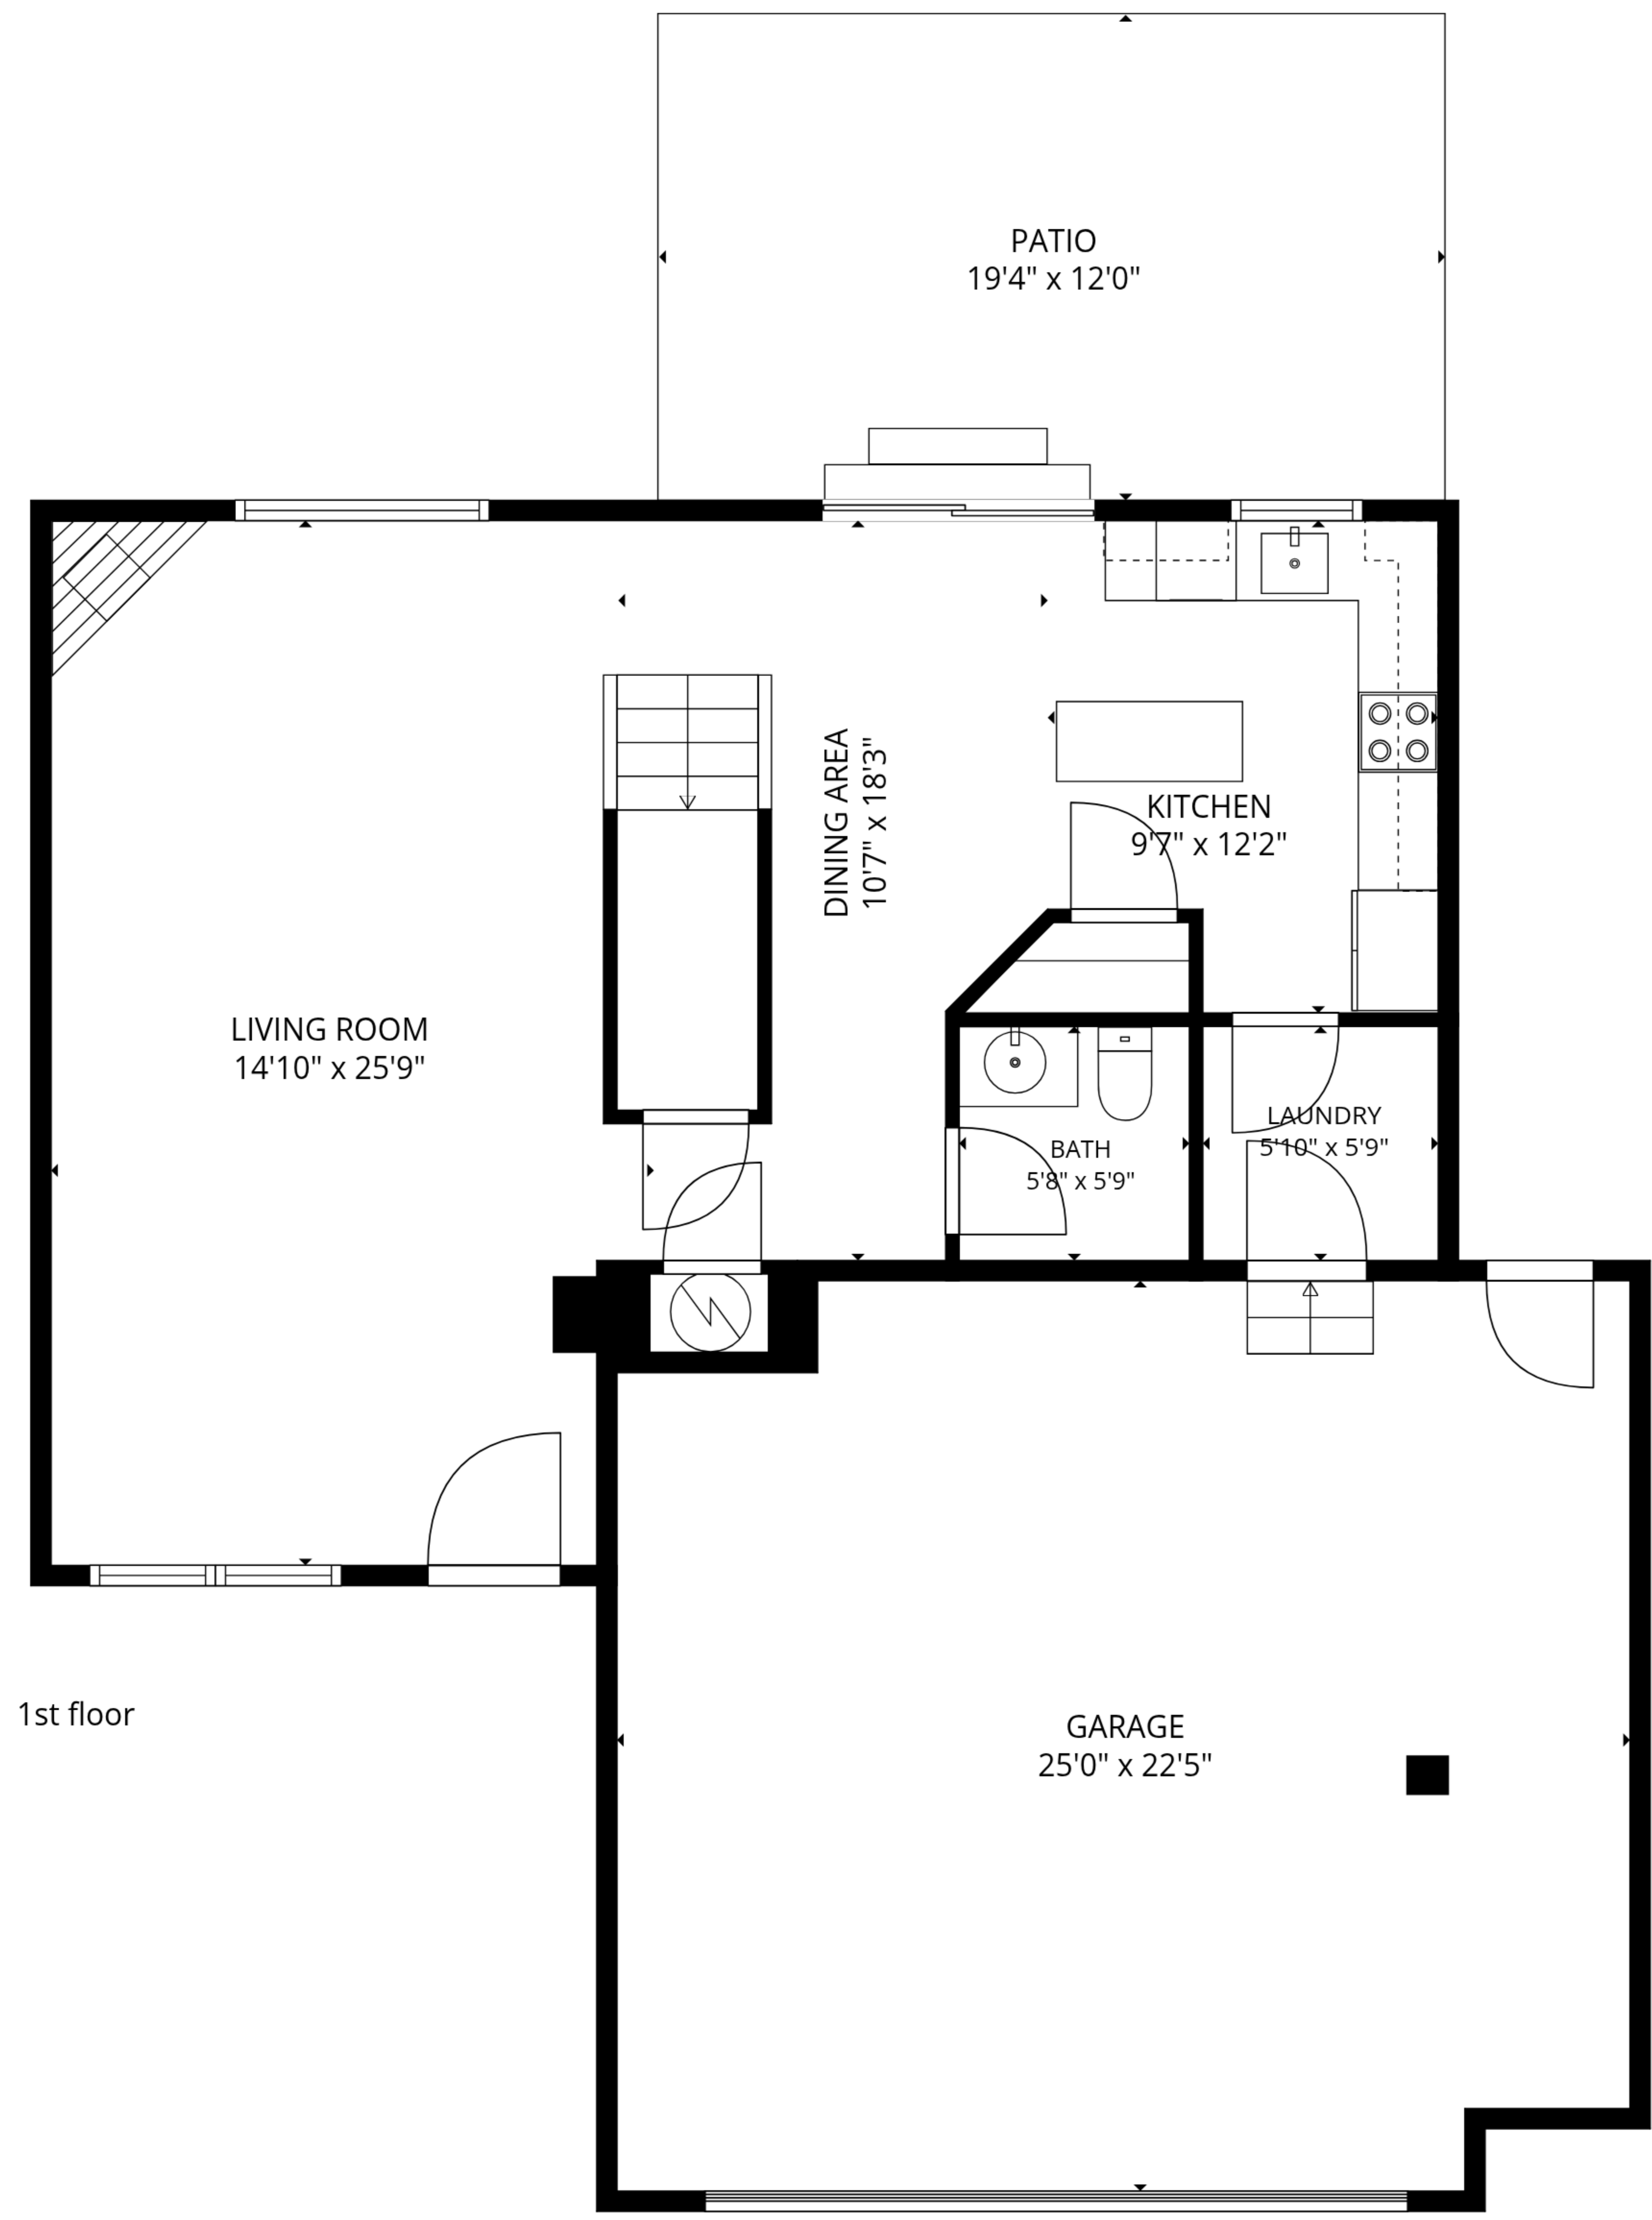 PATIO
19'4" x 12'0"
DINING AREA
10'7" x 18'3"
KITCHEN
9'7" x 12'2"
LIVING ROOM
14'10" x 25'9"
LAUNDRY
5'10" x 5'9"
BATH
5'8" x 5'9"
1st floor
GARAGE
25'0" x 22'5"